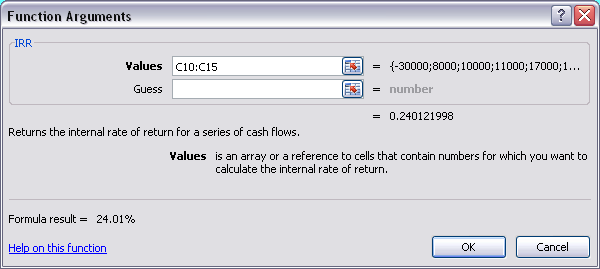 Function Arguments
IRR
Values C10:C15 = {-30000;8000;10000;11000;17000;1...
Guess = number
= 0.240121998
Returns the internal rate of return for a series of cash flows.
Values is an array or a reference to cells that contain numbers for which you want to
calculate the internal rate of return.
Formula result = 24.01%
Help on this function OK Cancel